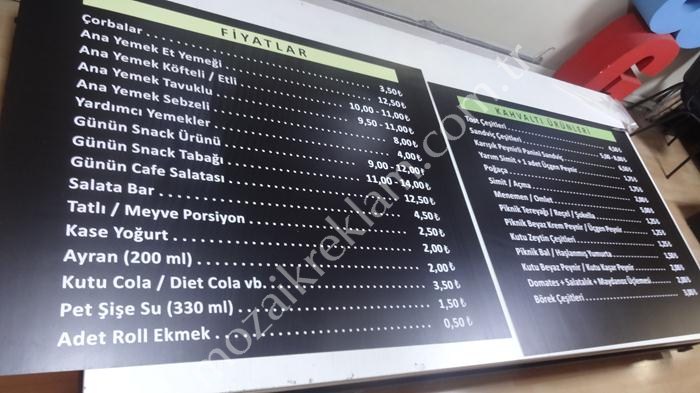 FİYATLAR
Çorbalar 3,50 ₺
Ana Yemek Et Yemeği 12,50 ₺
Ana Yemek Köfteli / Etli 10,00 - 11,00 ₺
Ana Yemek Tavuklu 9,50 - 11,00 ₺
Ana Yemek Sebzeli 8,00 ₺
Yardımcı Yemekler 4,00 ₺
Günün Snack Ürünü 9,00 - 12,00 ₺
Günün Snack Tabağı 11,00 - 14,00 ₺
Günün Cafe Salatası 12,50 ₺
Salata Bar 4,50 ₺
Tatlı / Meyve Porsiyon 2,50 ₺
Kase Yoğurt 2,00 ₺
Ayran (200 ml) 2,00 ₺
Kutu Cola / Diet Cola vb. 3,50 ₺
Pet Şişe Su (330 ml) 1,50 ₺
Adet Roll Ekmek 0,50 ₺
KAHVALTI ÜRÜNLERİ
Tost Çeşitleri
Sandviç Çeşitleri
Karışık Peynirli Panini Sandviç
Yarım Simit + 1 adet Üçgen Peynir
Poğaça
Simit / Açma
Menemen / Omlet
Piknik Tereyağı / Reçel / Şokella
Piknik Beyaz Krem Peynir / Üçgen Peynir
Kutu Zeytin Çeşitleri
Piknik Bal / Haşlanmış Yumurta
Kutu Beyaz Peynir / Kutu Kaşar Peynir
Domates + Salatalık + Maydanoz Söğüş
Börek Çeşitleri
mozaikreklam.com.tr